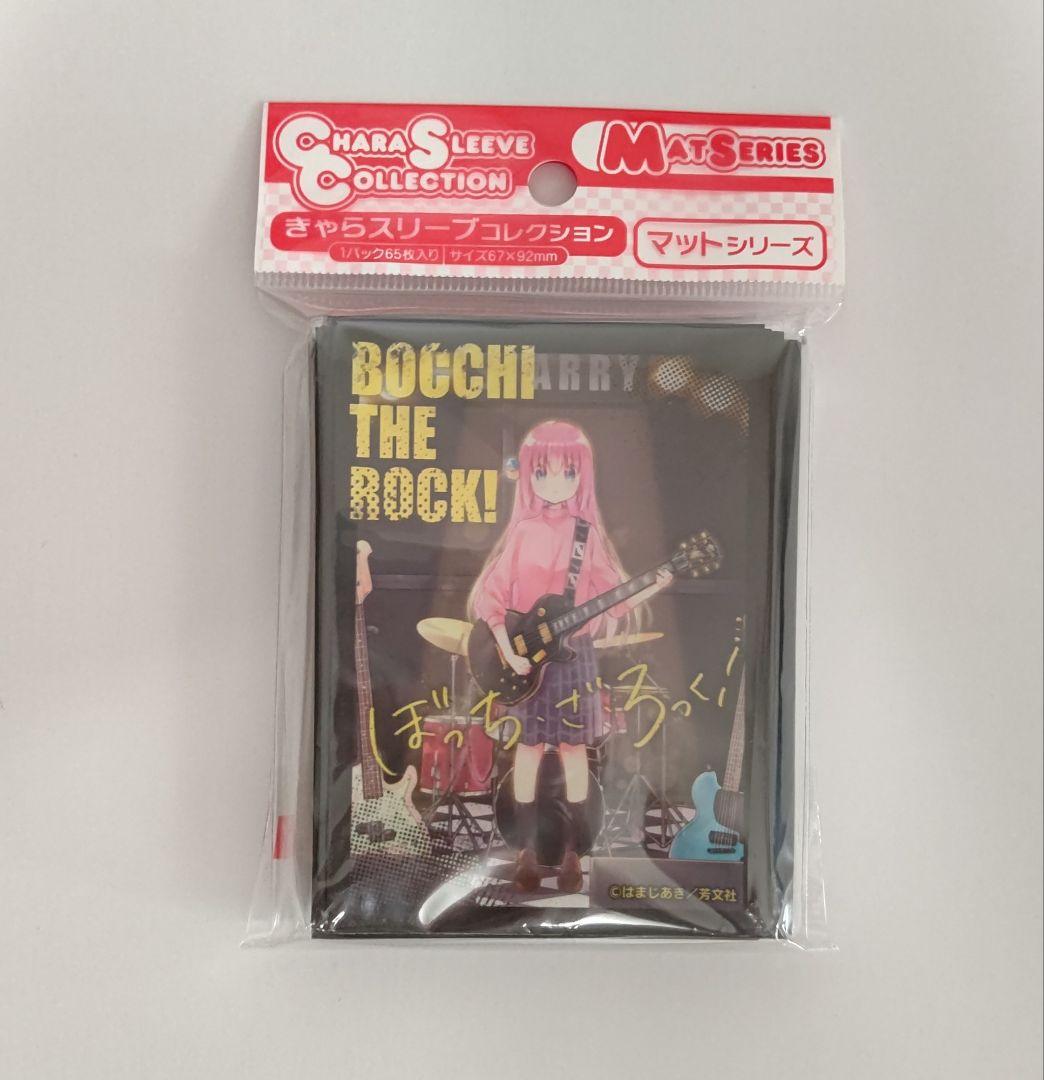 CHARA SLEEVE
COLLECTION
MAT SERIES
きゃらスリーブコレクション
マットシリーズ
1パック65枚入り サイズ67×92mm
BOCCHI
ARRY
THE
ROCK!
ぼっち・ざ・ろっく!
©はまじあき/芳文社